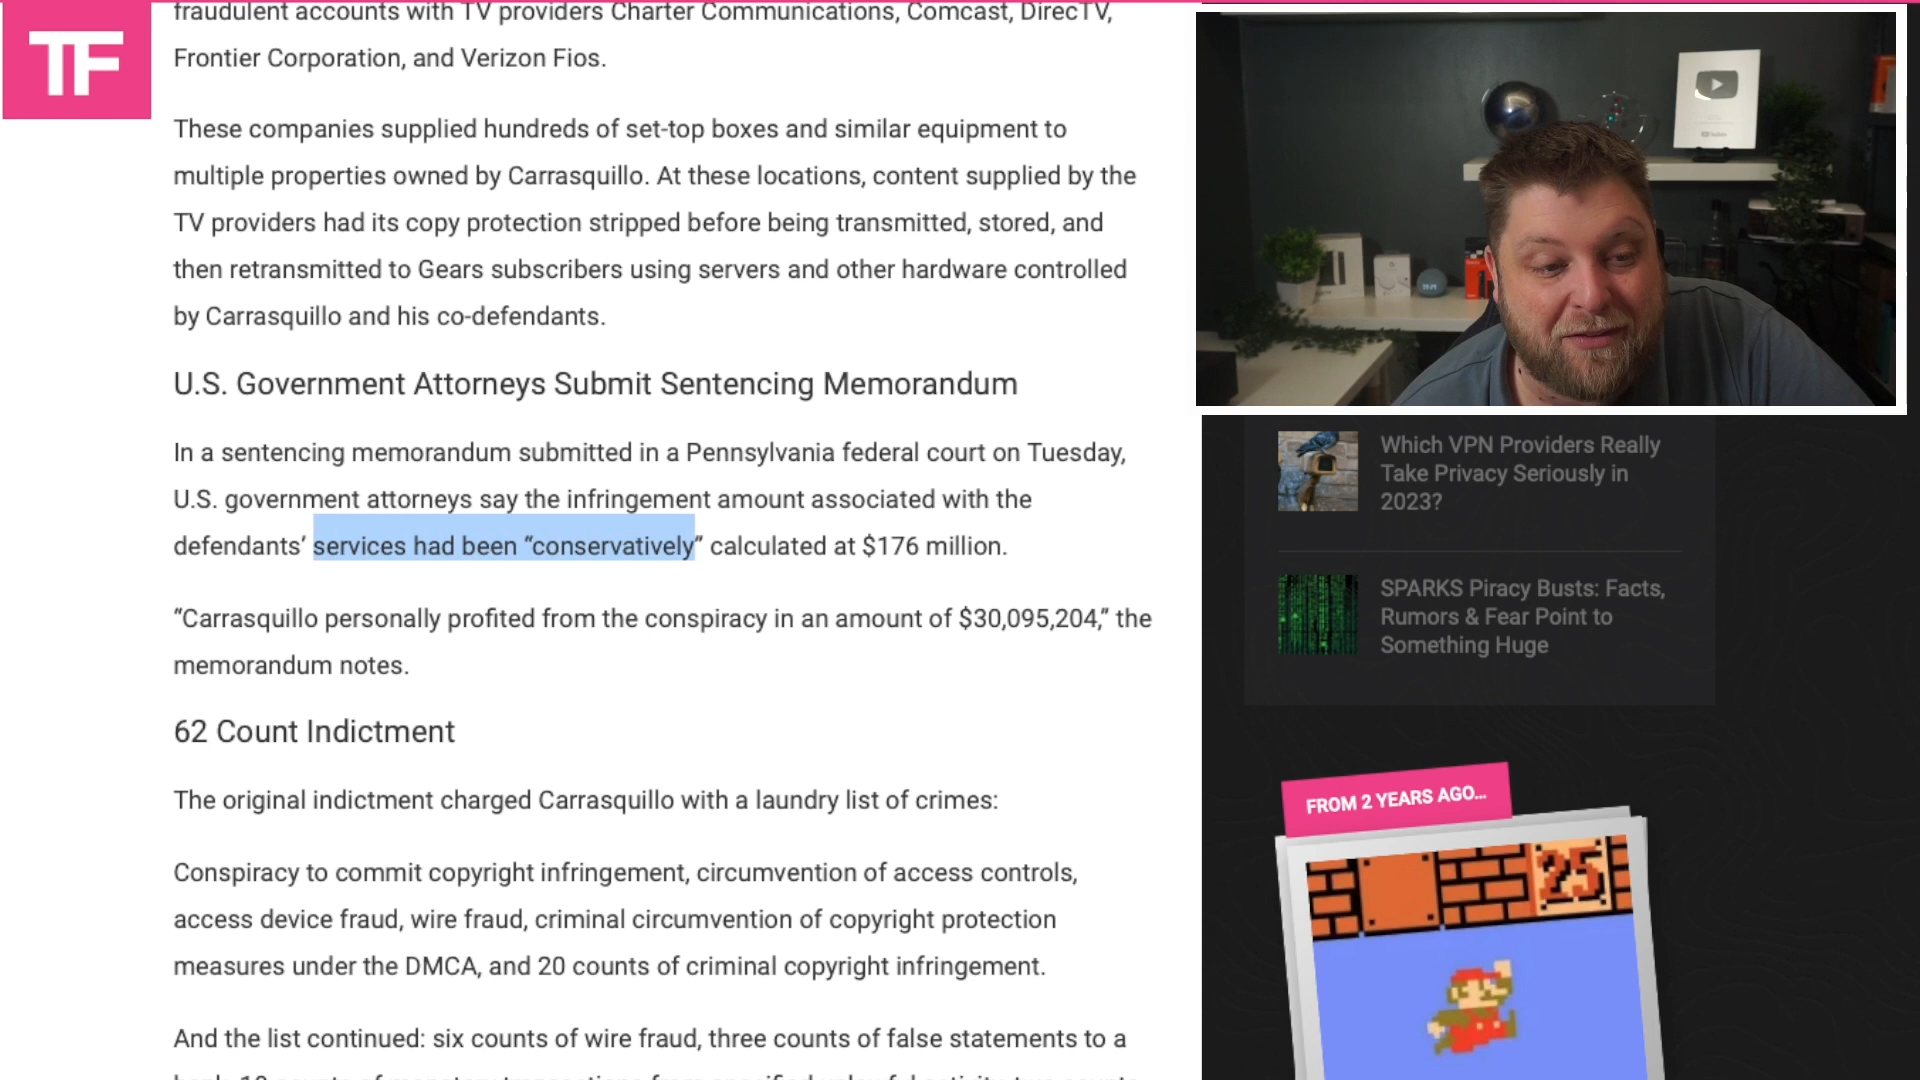 fraudulent accounts with TV providers Charter Communications, Comcast, DirecTV,
Frontier Corporation, and Verizon Fios.
TF
These companies supplied hundreds of set-top boxes and similar equipment to
multiple properties owned by Carrasquillo. At these locations, content supplied by the
TV providers had its copy protection stripped before being transmitted, stored, and
then retransmitted to Gears subscribers using servers and other hardware controlled
by Carrasquillo and his co-defendants.
U.S. Government Attorneys Submit Sentencing Memorandum
In a sentencing memorandum submitted in a Pennsylvania federal court on Tuesday,
U.S. government attorneys say the infringement amount associated with the
defendants’ services had been “conservatively” calculated at $176 million.
“Carrasquillo personally profited from the conspiracy in an amount of $30,095,204,” the
memorandum notes.
62 Count Indictment
The original indictment charged Carrasquillo with a laundry list of crimes:
Conspiracy to commit copyright infringement, circumvention of access controls,
access device fraud, wire fraud, criminal circumvention of copyright protection
measures under the DMCA, and 20 counts of criminal copyright infringement.
And the list continued: six counts of wire fraud, three counts of false statements to a
Which VPN Providers Really
Take Privacy Seriously in
2023?
SPARKS Piracy Busts: Facts,
Rumors & Fear Point to
Something Huge
FROM 2 YEARS AGO...
25